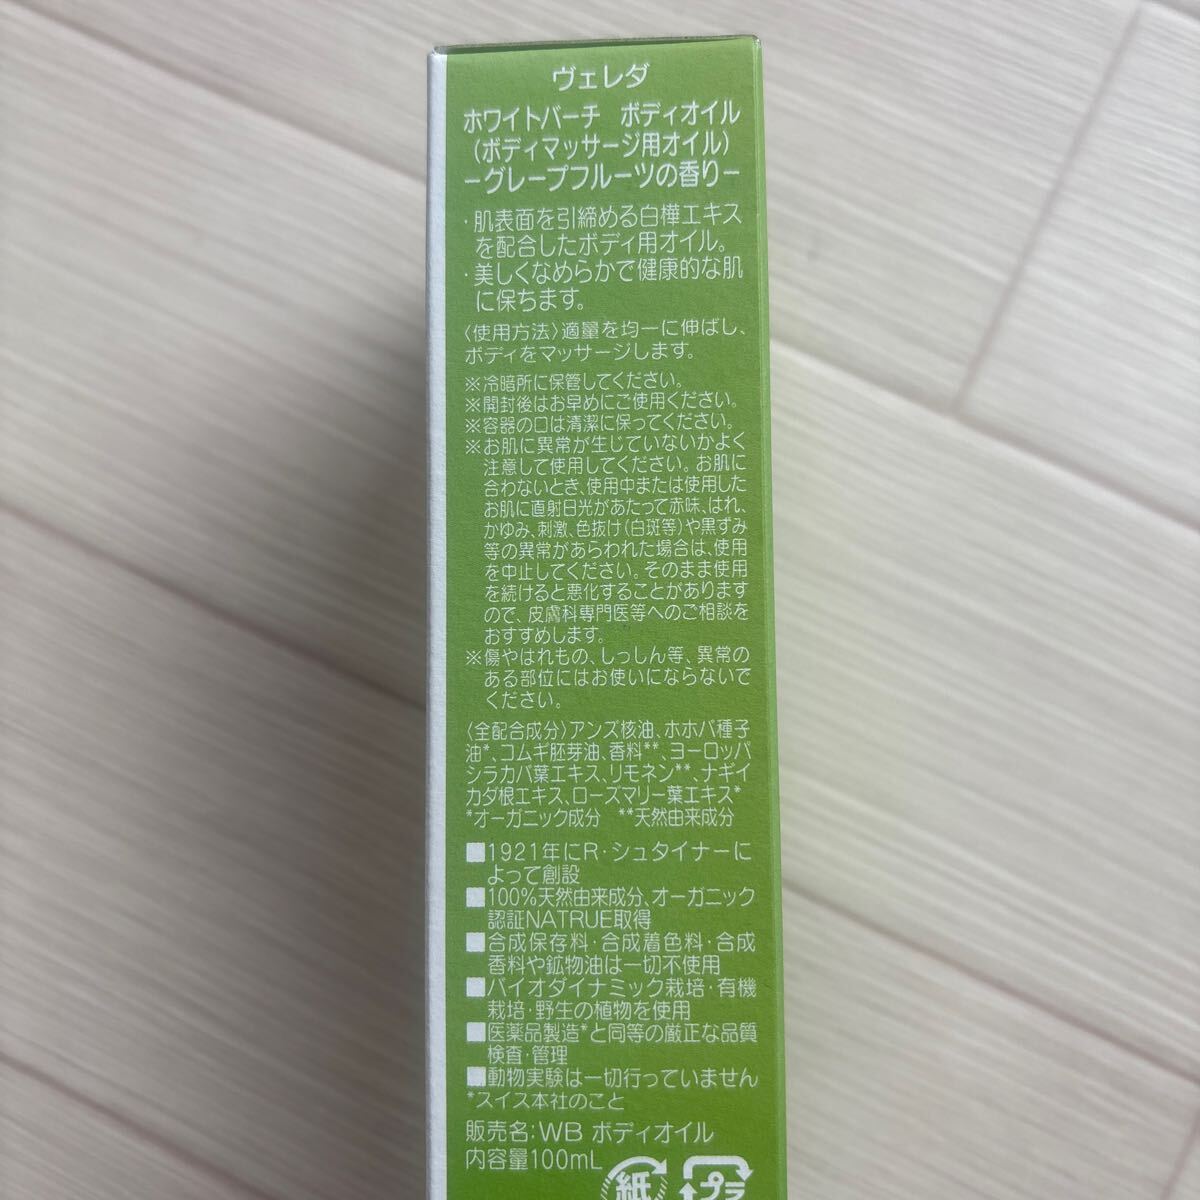 ヴェレダ
ホワイトバーチ ボディオイル
(ボディマッサージ用オイル)
－グレープフルーツの香り－
・肌表面を引締める白樺エキス
を配合したボディ用オイル。
・美しくなめらかで健康的な肌
に保ちます。
〈使用方法〉適量を均一に伸ばし、
ボディをマッサージします。
※冷暗所に保管してください。
※開封後はお早めにご使用ください。
※容器の口は清潔に保ってください。
※お肌に異常が生じていないかよく
注意して使用してください。お肌に
合わないとき、使用中または使用した
お肌に直射日光があたって赤味、はれ、
かゆみ、刺激、色抜け(白斑等)や黒ずみ
等の異常があらわれた場合は、使用
を中止してください。そのまま使用
を続けると悪化することがあります
ので、皮膚科専門医等へのご相談を
おすすめします。
※傷やはれもの、しっしん等、異常の
ある部位にはお使いにならないで
ください。
〈全配合成分〉アンズ核油、ホホバ種子
油*、コムギ胚芽油、香料**、ヨーロッパ
シラカバ葉エキス、リモネン**、ナギイ
カダ根エキス、ローズマリー葉エキス*
*オーガニック成分 **天然由来成分
■1921年にR・シュタイナーに
よって創設
■100%天然由来成分、オーガニック
認証NATRUE取得
■合成保存料・合成着色料・合成
香料や鉱物油は一切不使用
■バイオダイナミック栽培・有機
栽培・野生の植物を使用
■医薬品製造*と同等の厳正な品質
検査・管理
■動物実験は一切行っていません
*スイス本社のこと
販売名:WB ボディオイル
内容量100mL
紙 プラ